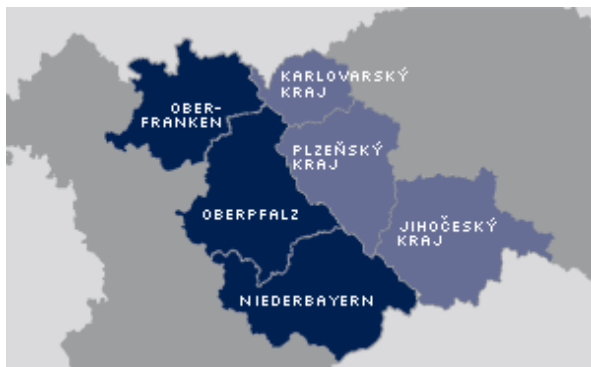 KARLOVARSKÝ
KRAJ
OBER-
FRANKEN
PLZEŇSKÝ
KRAJ
OBERPFALZ
JIHOČESKÝ
KRAJ
NIEDERBAYERN